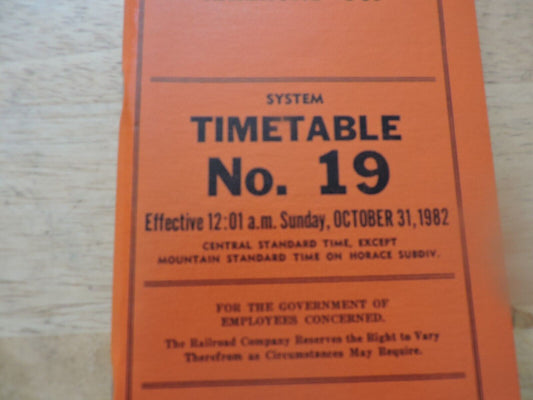 SYSTEM
TIMETABLE
No. 19
Effective 12:01 a.m. Sunday, OCTOBER 31, 1982
CENTRAL STANDARD TIME, EXCEPT
MOUNTAIN STANDARD TIME ON HORACE SUBDIV.
FOR THE GOVERNMENT OF
EMPLOYEES CONCERNED.
The Railroad Company Reserves the Right to Vary
Therefrom as Circumstances May Require.